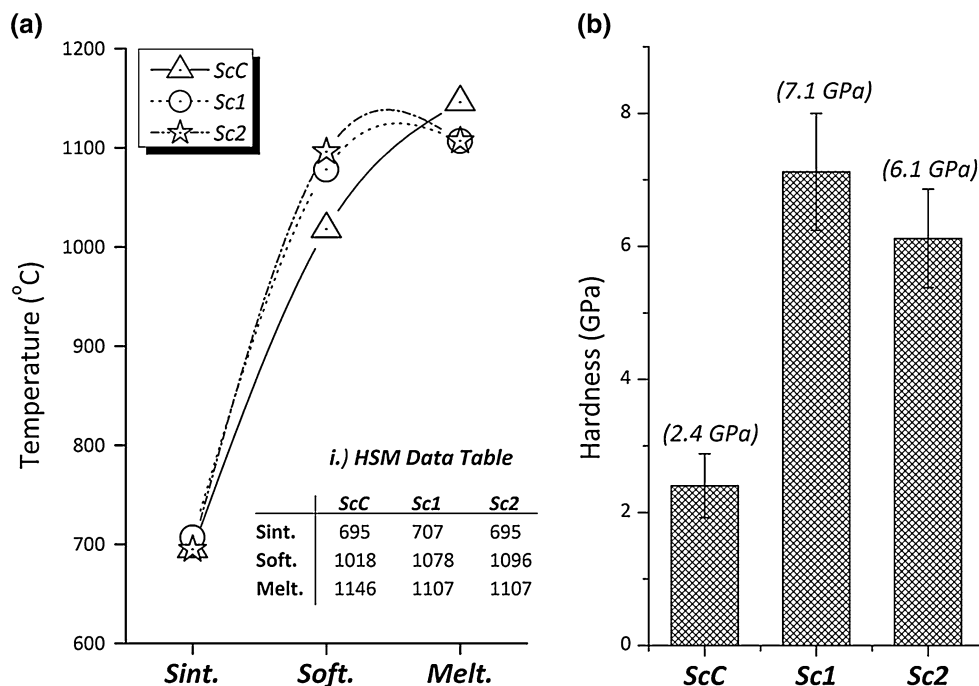 (a)
1200
1100
1000
900
800
700
600
Temperature (°C)
ScC
Sc1
Sc2
i.) HSM Data Table
ScC Sc1 Sc2
Sint. 695 707 695
Soft. 1018 1078 1096
Melt. 1146 1107 1107
Sint. Soft. Melt.
(b)
8
6
4
2
0
Hardness (GPa)
(2.4 GPa)
(7.1 GPa)
(6.1 GPa)
ScC Sc1 Sc2